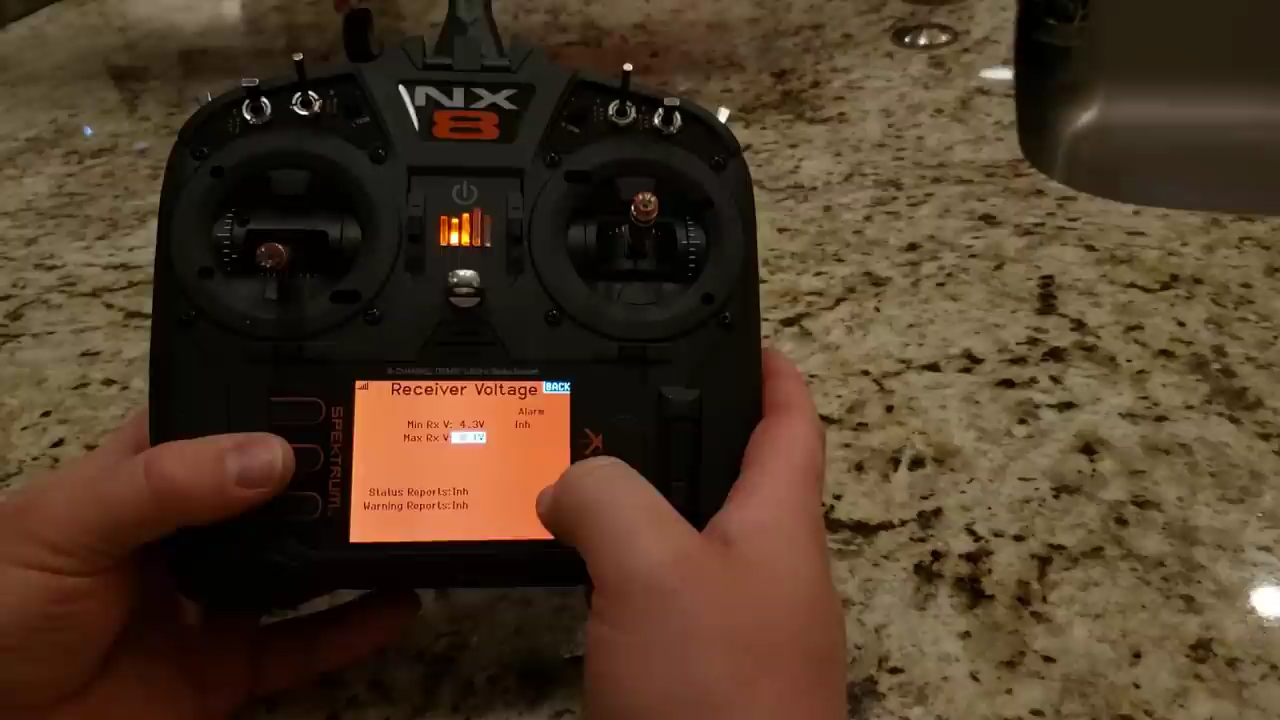 NX
8
Receiver Voltage BACK
Alarm
Min Rx V: 4.3V Inh
Max Rx V
Status Reports:Inh
Warning Reports:Inh
SPEKTRUM